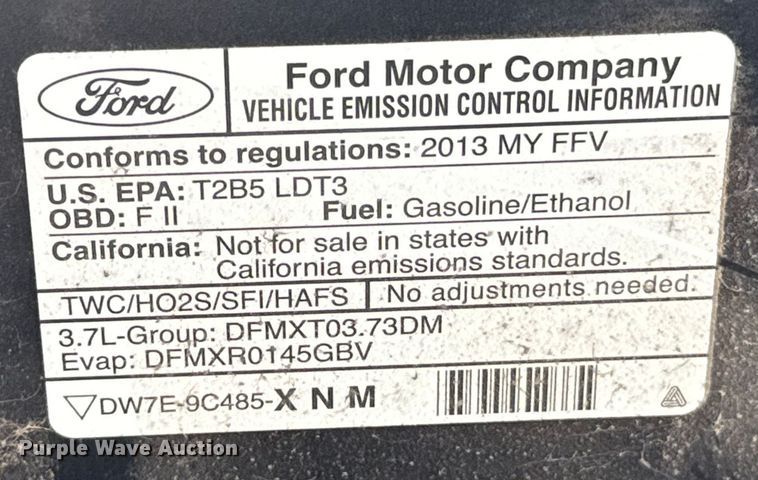 Ford
Ford Motor Company
VEHICLE EMISSION CONTROL INFORMATION
Conforms to regulations: 2013 MY FFV
U.S. EPA: T2B5 LDT3
OBD: F II Fuel: Gasoline/Ethanol
California: Not for sale in states with
California emissions standards.
TWC/HO2S/SFI/HAFS No adjustments needed.
3.7L-Group: DFMXT03.73DM
Evap: DFMXR0145GBV
DW7E-9C485-X N M
Purple Wave Auction